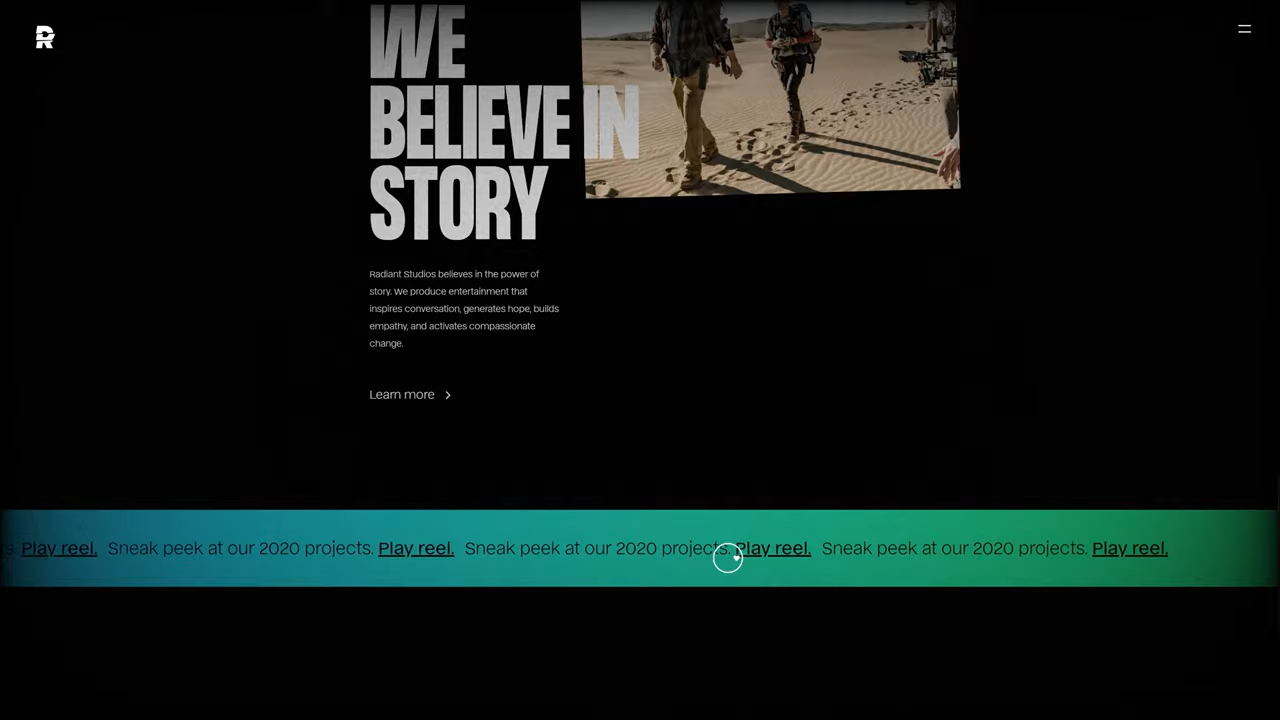 R
WE
BELIEVE IN
STORY
Radiant Studios believes in the power of
story. We produce entertainment that
inspires conversation, generates hope, builds
empathy, and activates compassionate
change.
Learn more
s. Play reel. Sneak peek at our 2020 projects. Play reel. Sneak peek at our 2020 projects. Play reel. Sneak peek at our 2020 projects. Play reel.